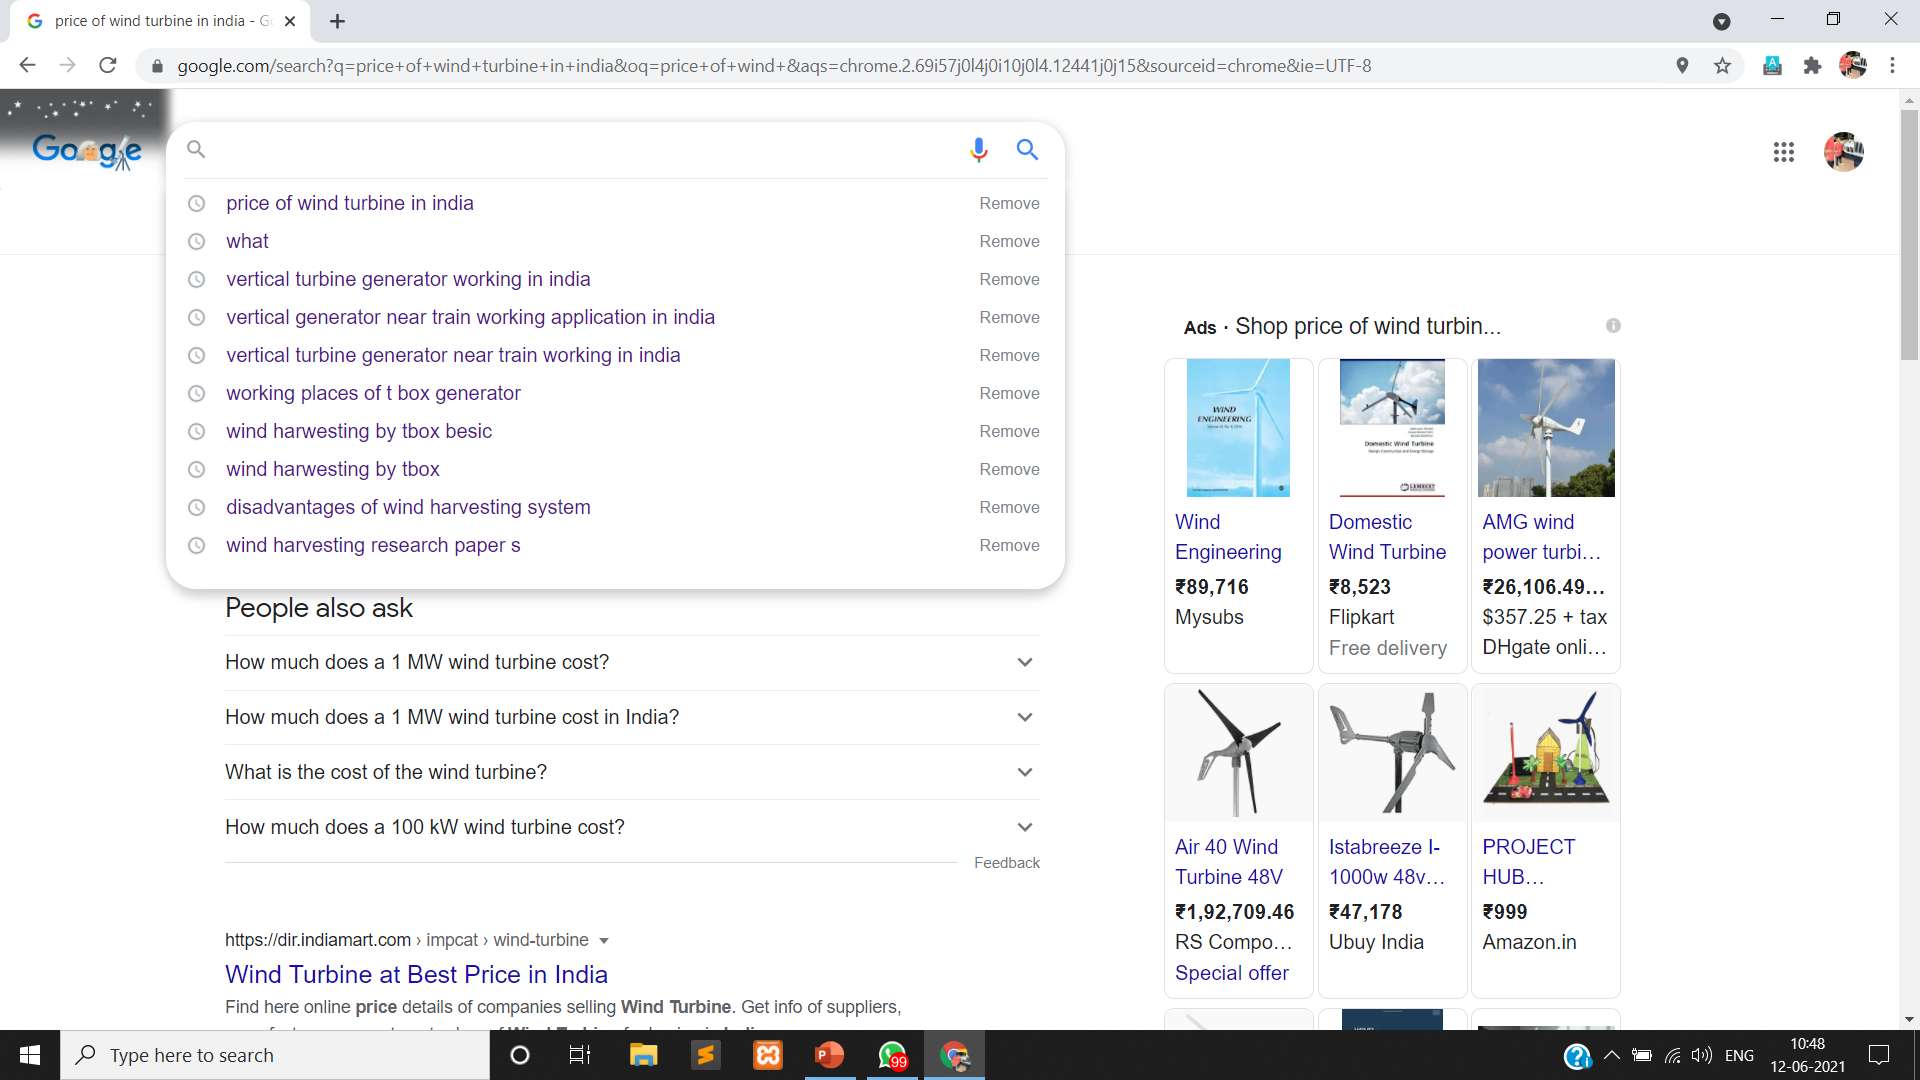 price of wind turbine in india - G
google.com/search?q=price+of+wind+turbine+in+india&oq=price+of+wind+&aqs=chrome.2.69i57j0l4j0i10j0l4.12441j0j15&sourceid=chrome&ie=UTF-8
Google
price of wind turbine in india Remove
what Remove
vertical turbine generator working in india Remove
vertical generator near train working application in india Remove
vertical turbine generator near train working in india Remove
working places of t box generator Remove
wind harwesting by tbox besic Remove
wind harwesting by tbox Remove
disadvantages of wind harvesting system Remove
wind harvesting research paper s Remove
People also ask
How much does a 1 MW wind turbine cost?
How much does a 1 MW wind turbine cost in India?
What is the cost of the wind turbine?
How much does a 100 kW wind turbine cost?
Feedback
https://dir.indiamart.com › impcat › wind-turbine
Wind Turbine at Best Price in India
Find here online price details of companies selling Wind Turbine. Get info of suppliers,
Ads · Shop price of wind turbin...
WIND
ENGINEERING
Domestic Wind Turbine
Wind
Engineering
₹89,716
Mysubs
Domestic
Wind Turbine
₹8,523
Flipkart
Free delivery
AMG wind
power turbi...
₹26,106.49...
$357.25 + tax
DHgate onli...
Air 40 Wind
Turbine 48V
₹1,92,709.46
RS Compo...
Special offer
Istabreeze I-
1000w 48v...
₹47,178
Ubuy India
PROJECT
HUB...
₹999
Amazon.in
Type here to search
99
ENG
10:48
12-06-2021